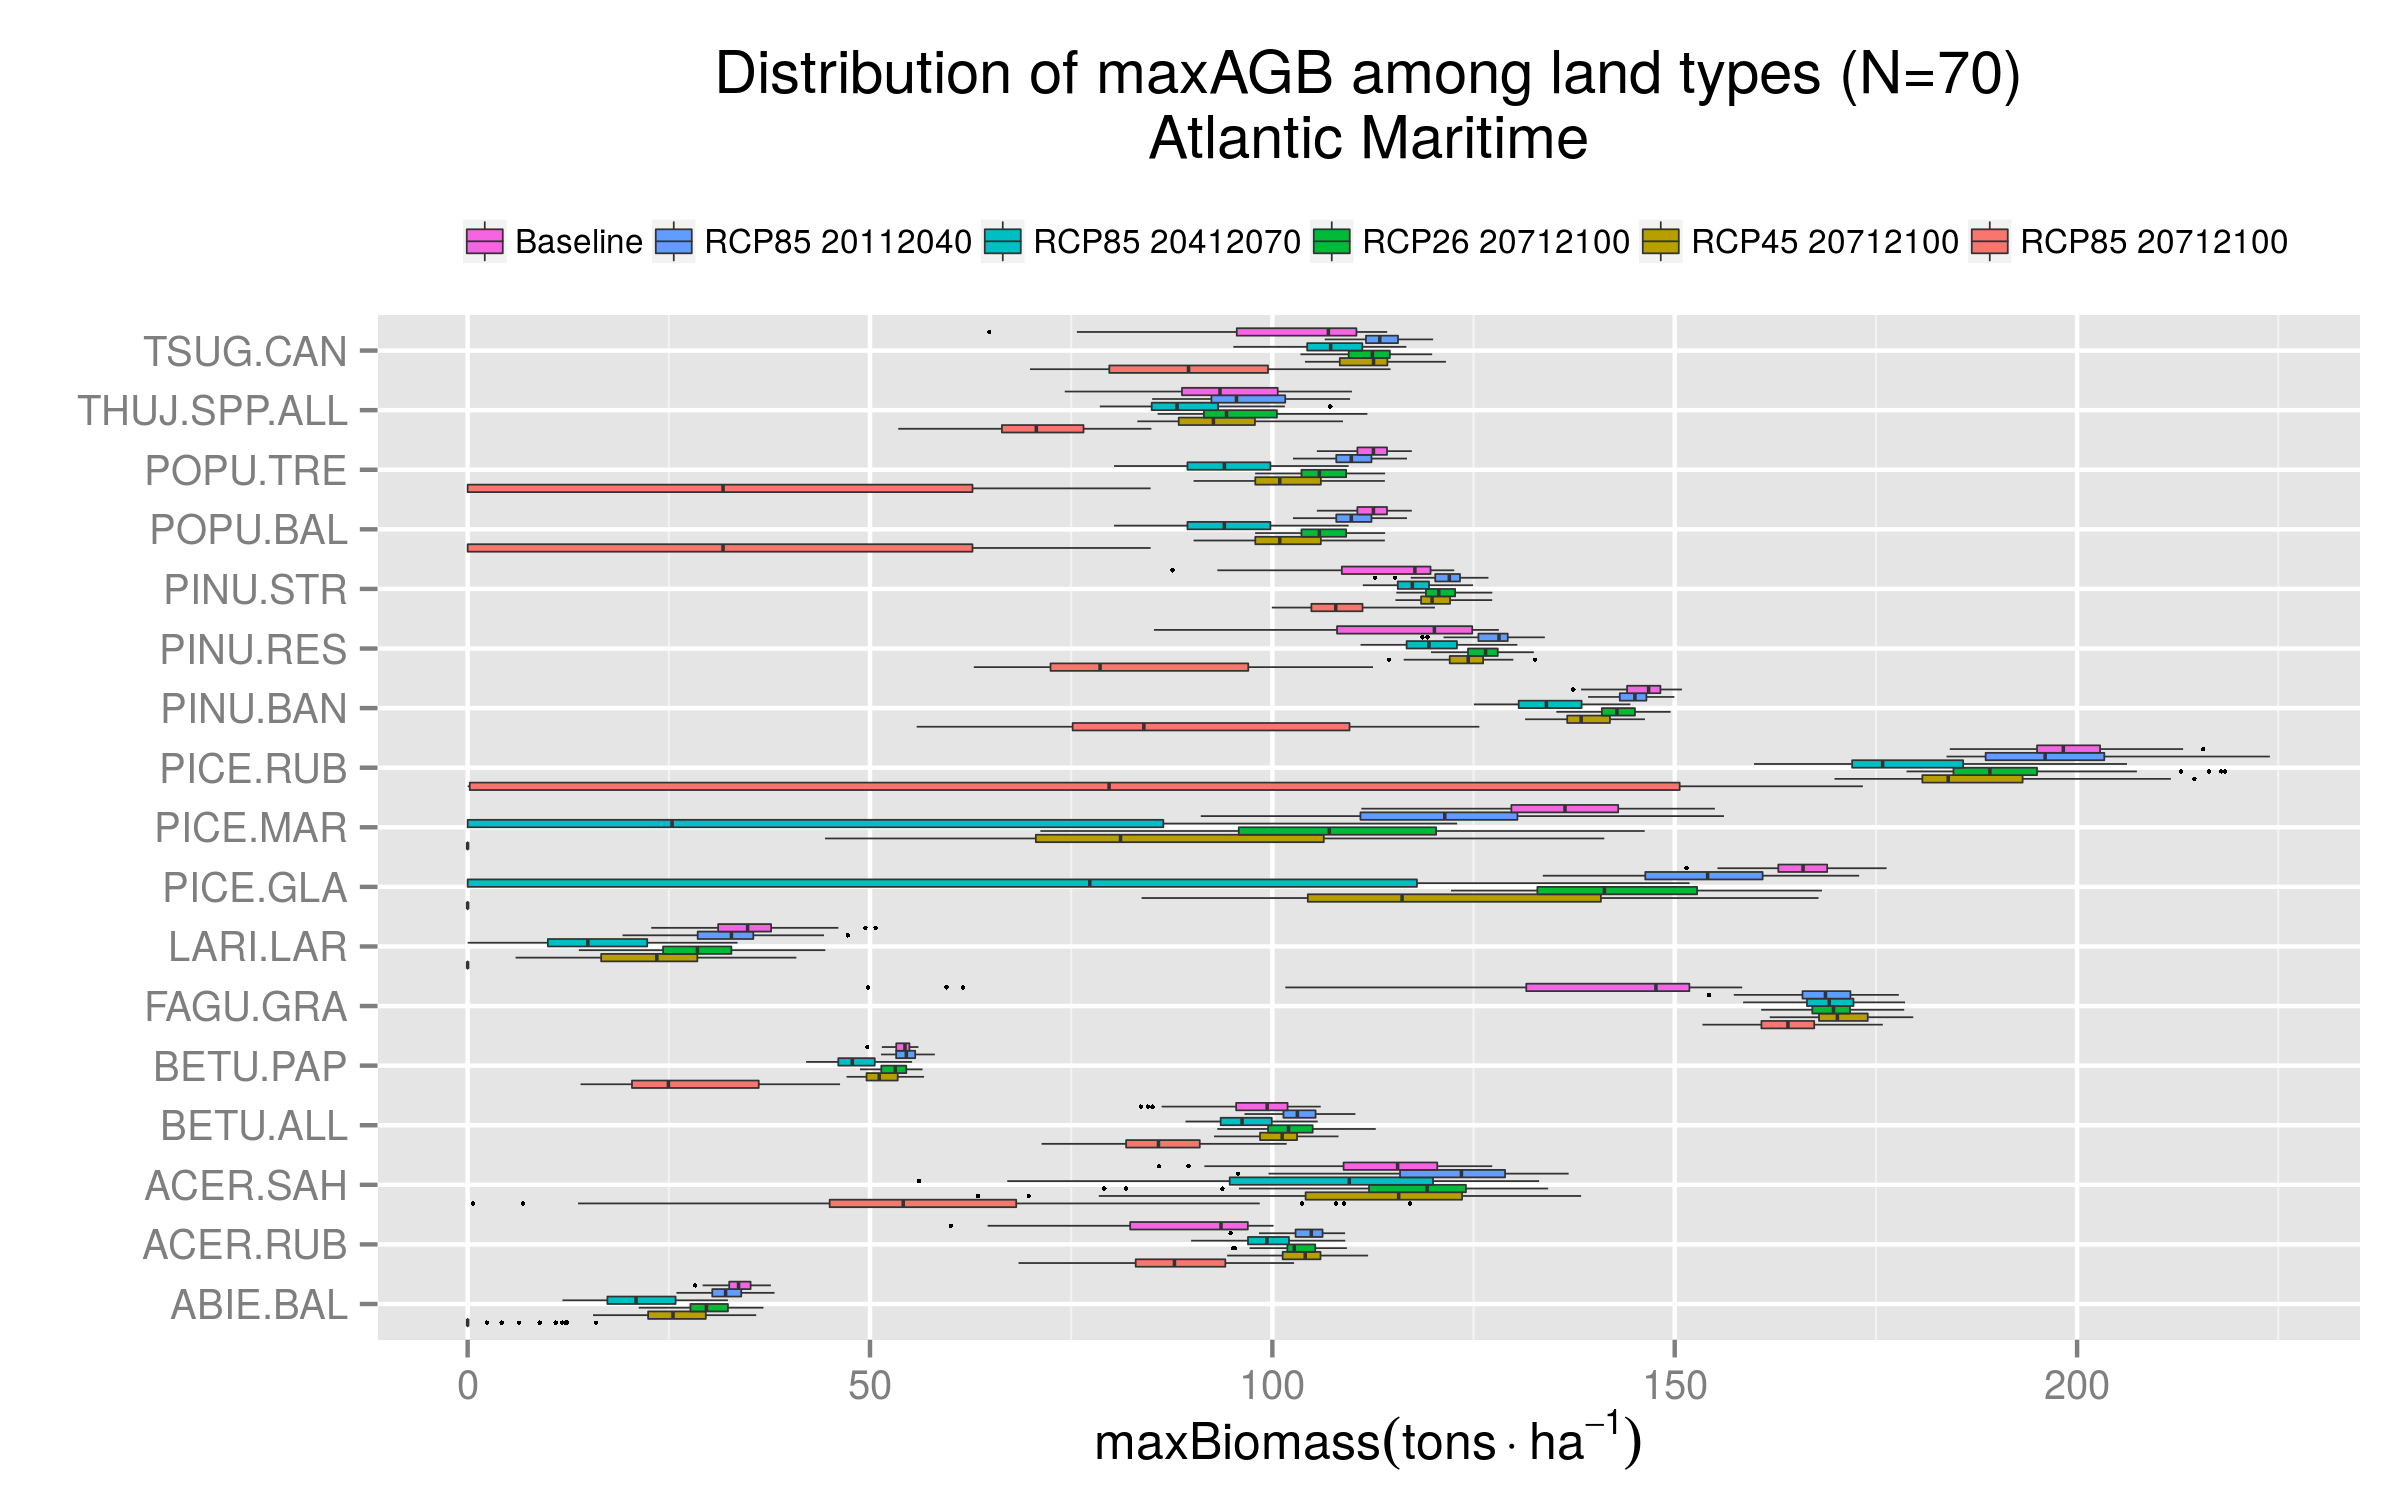 Distribution of maxAGB among land types (N=70)
Atlantic Maritime
Baseline RCP85 20112040 RCP85 20412070 RCP26 20712100 RCP45 20712100 RCP85 20712100
TSUG.CAN
THUJ.SPP.ALL
POPU.TRE
POPU.BAL
PINU.STR
PINU.RES
PINU.BAN
PICE.RUB
PICE.MAR
PICE.GLA
LARI.LAR
FAGU.GRA
BETU.PAP
BETU.ALL
ACER.SAH
ACER.RUB
ABIE.BAL
0 50 100 150 200
maxBiomass(tons · ha⁻¹)